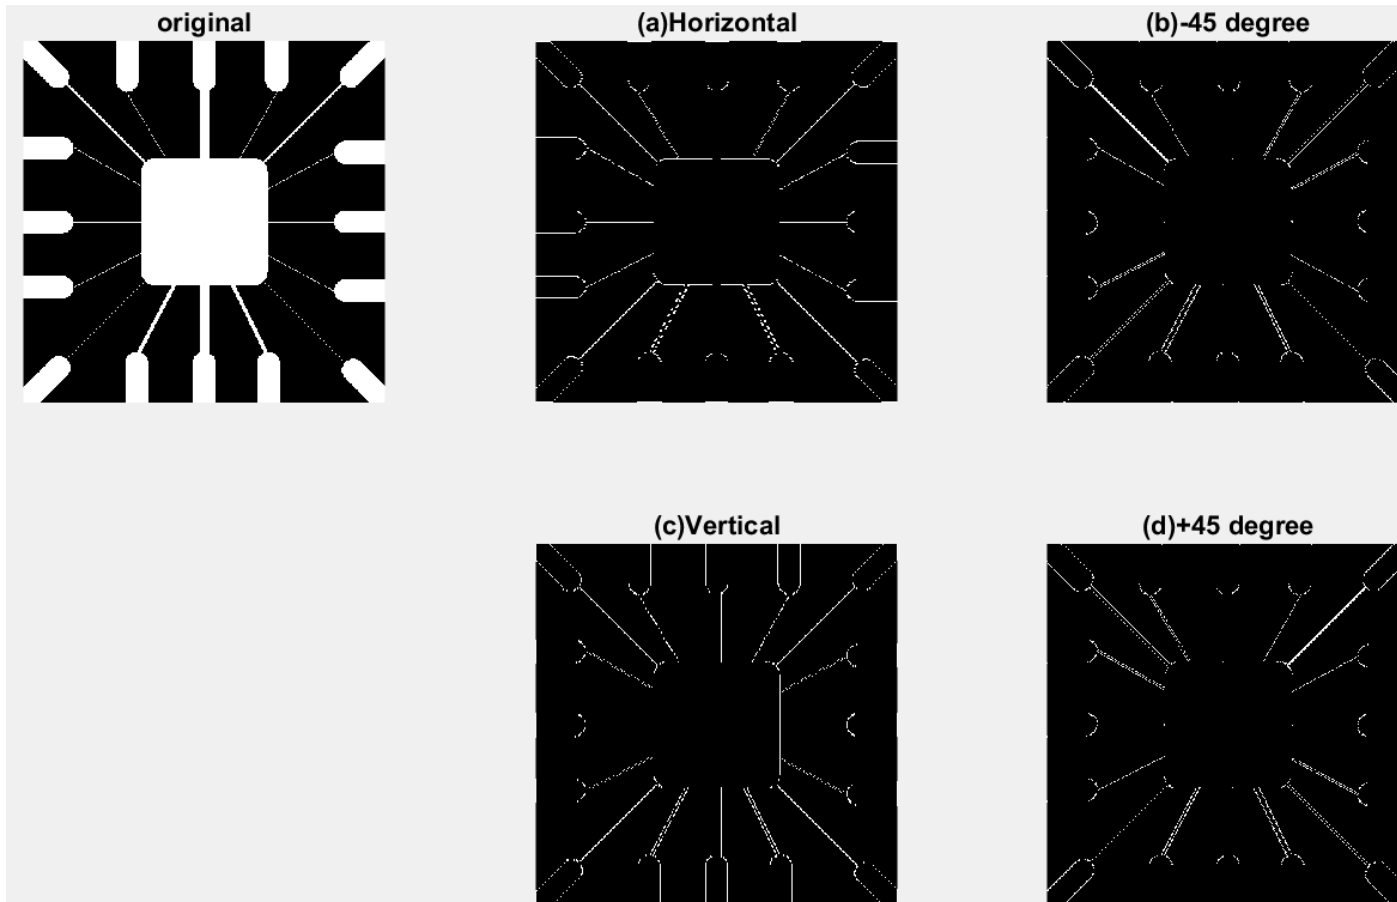 original
(a)Horizontal
(b)-45 degree
(c)Vertical
(d)+45 degree